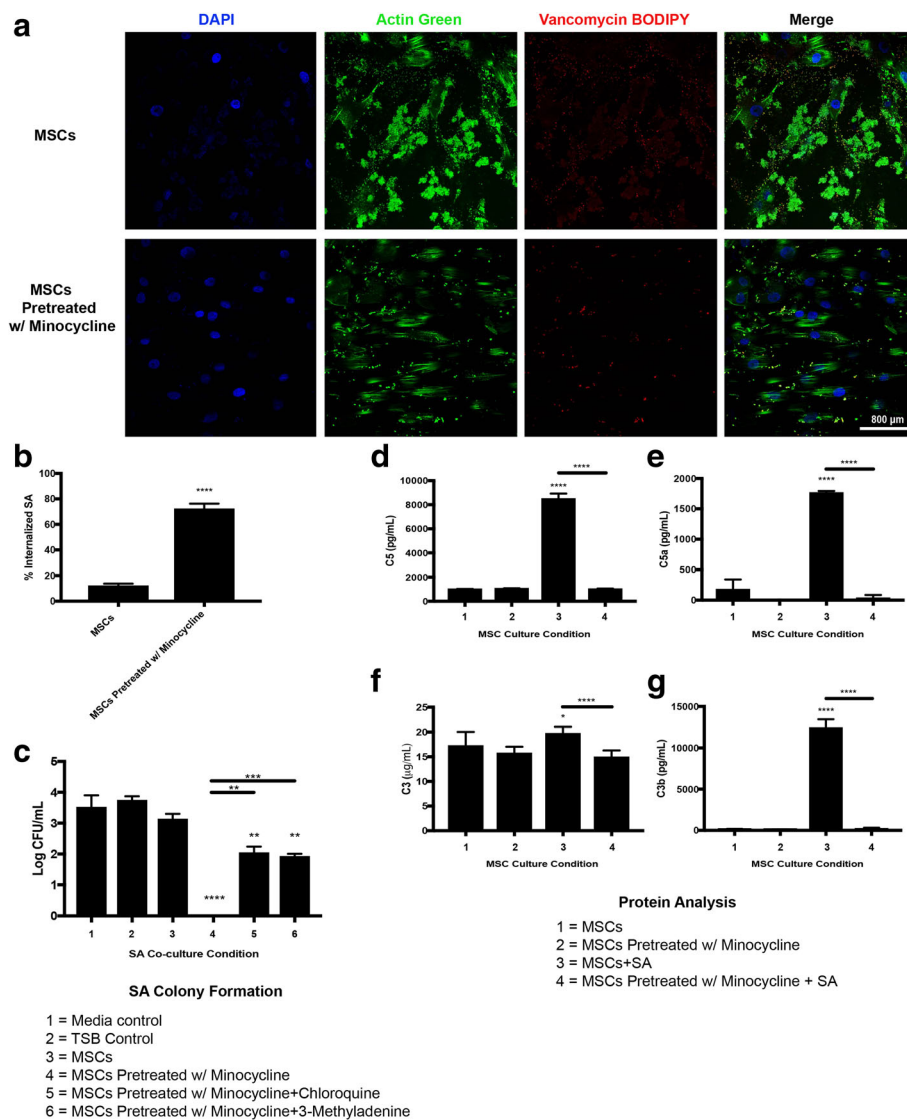 a
DAPI Actin Green Vancomycin BODIPY Merge
MSCs
MSCs
Pretreated
w/ Minocycline
800 µm
b
% Internalized SA
100
80
60
40
20
0
****
MSCs
MSCs Pretreated w/ Minocycline
c
Log CFU/mL
5
4
3
2
1
0
***
**
****
**
**
1 2 3 4 5 6
SA Co-culture Condition
SA Colony Formation
1 = Media control
2 = TSB Control
3 = MSCs
4 = MSCs Pretreated w/ Minocycline
5 = MSCs Pretreated w/ Minocycline+Chloroquine
6 = MSCs Pretreated w/ Minocycline+3-Methyladenine
d
C5 (pg/mL)
10000
8000
6000
4000
2000
0
****
****
1 2 3 4
MSC Culture Condition
e
C5a (pg/mL)
2000
1500
1000
500
0
****
****
1 2 3 4
MSC Culture Condition
f
C3 (µg/mL)
25
20
15
10
5
0
****
*
1 2 3 4
MSC Culture Condition
g
C3b (pg/mL)
15000
10000
5000
0
****
****
1 2 3 4
MSC Culture Condition
Protein Analysis
1 = MSCs
2 = MSCs Pretreated w/ Minocycline
3 = MSCs+SA
4 = MSCs Pretreated w/ Minocycline + SA